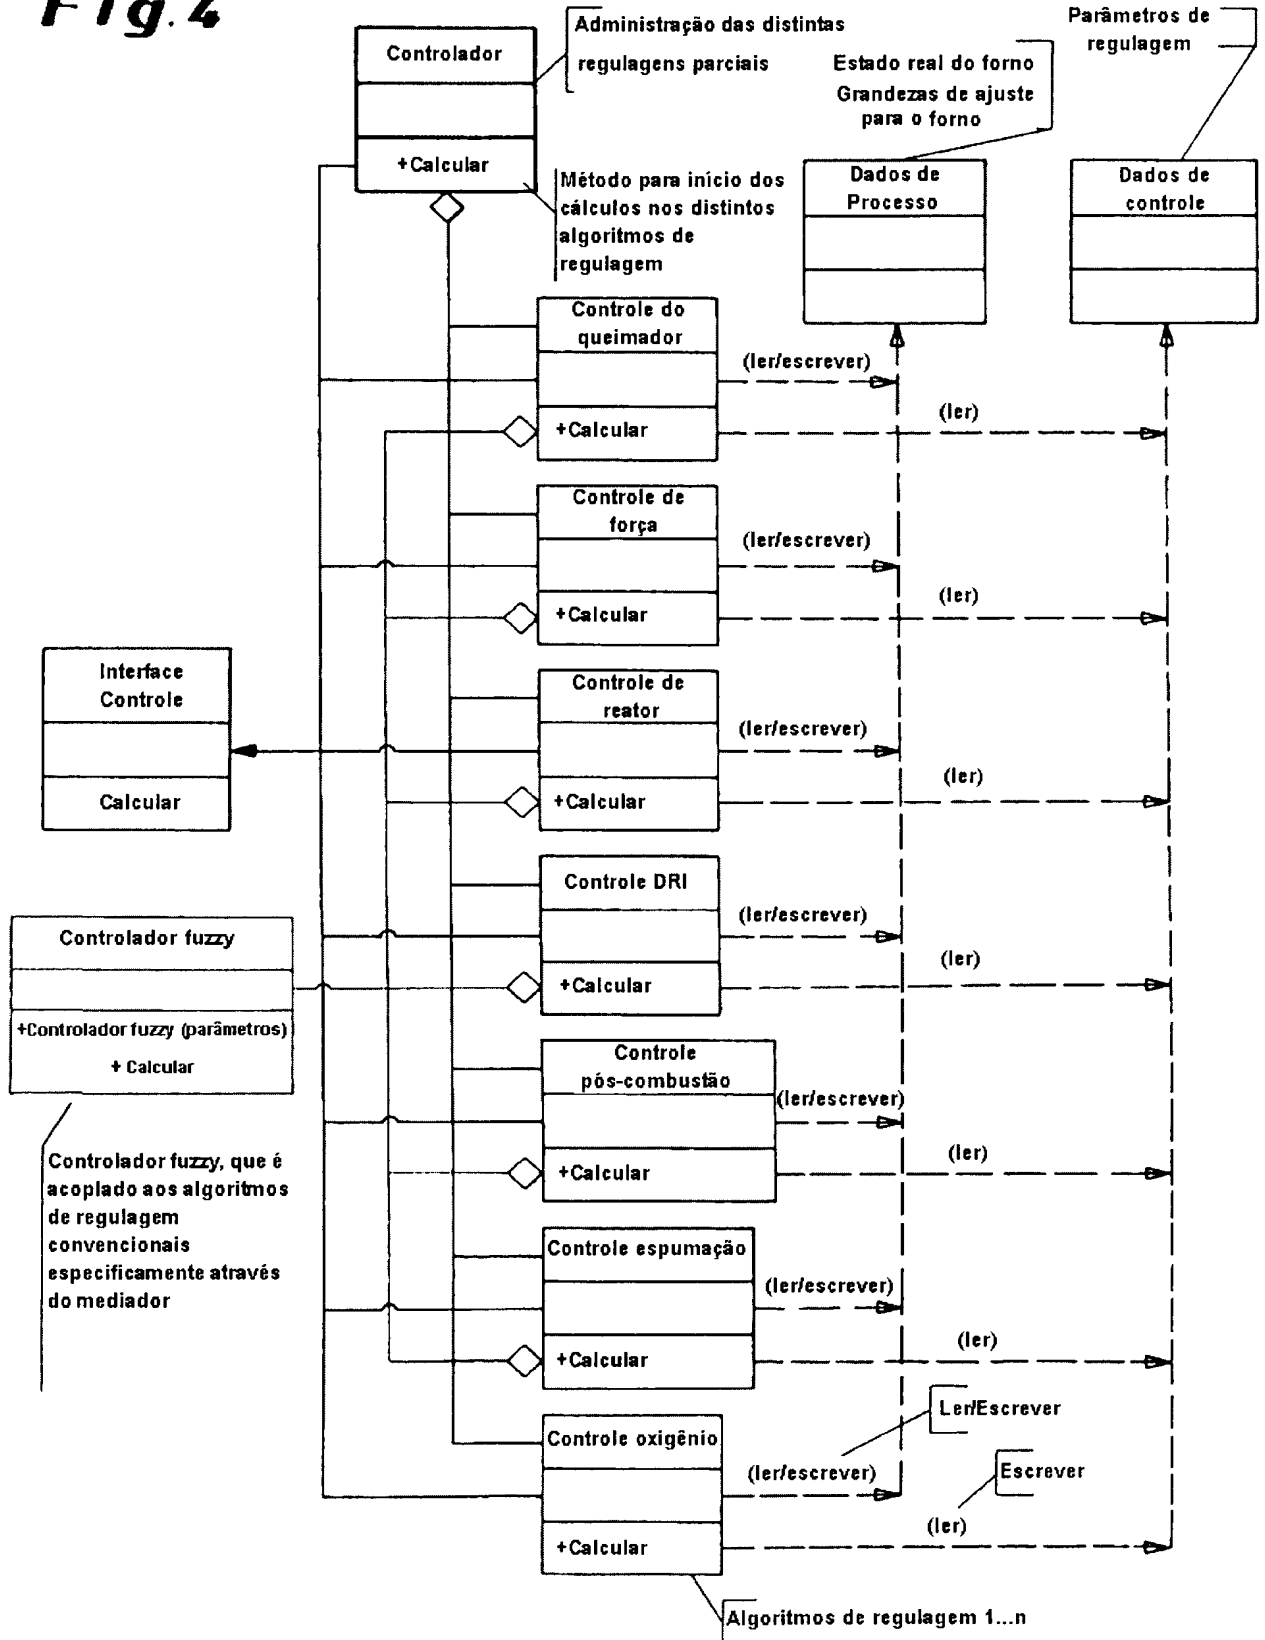 Fig.4
Controlador
+Calcular
Administração das distintas
regulagens parciais
Método para início dos
cálculos nos distintos
algoritmos de
regulagem
Estado real do forno
Grandezas de ajuste
para o forno
Parâmetros de
regulagem
Dados de
Processo
Dados de
controle
Controle do
queimador
+Calcular
(ler/escrever)
(ler)
Controle de
força
+Calcular
(ler/escrever)
(ler)
Interface
Controle
Calcular
Controle de
reator
+Calcular
(ler/escrever)
(ler)
Controle DRI
+Calcular
(ler/escrever)
(ler)
Controlador fuzzy
+Controlador fuzzy (parâmetros)
+ Calcular
Controlador fuzzy, que é
acoplado aos algoritmos
de regulagem
convencionais
especificamente através
do mediador
Controle
pós-combustão
+Calcular
(ler/escrever)
(ler)
Controle espumação
+Calcular
(ler/escrever)
(ler)
Controle oxigênio
+Calcular
(ler/escrever)
(ler)
Ler/Escrever
Escrever
Algoritmos de regulagem 1...n